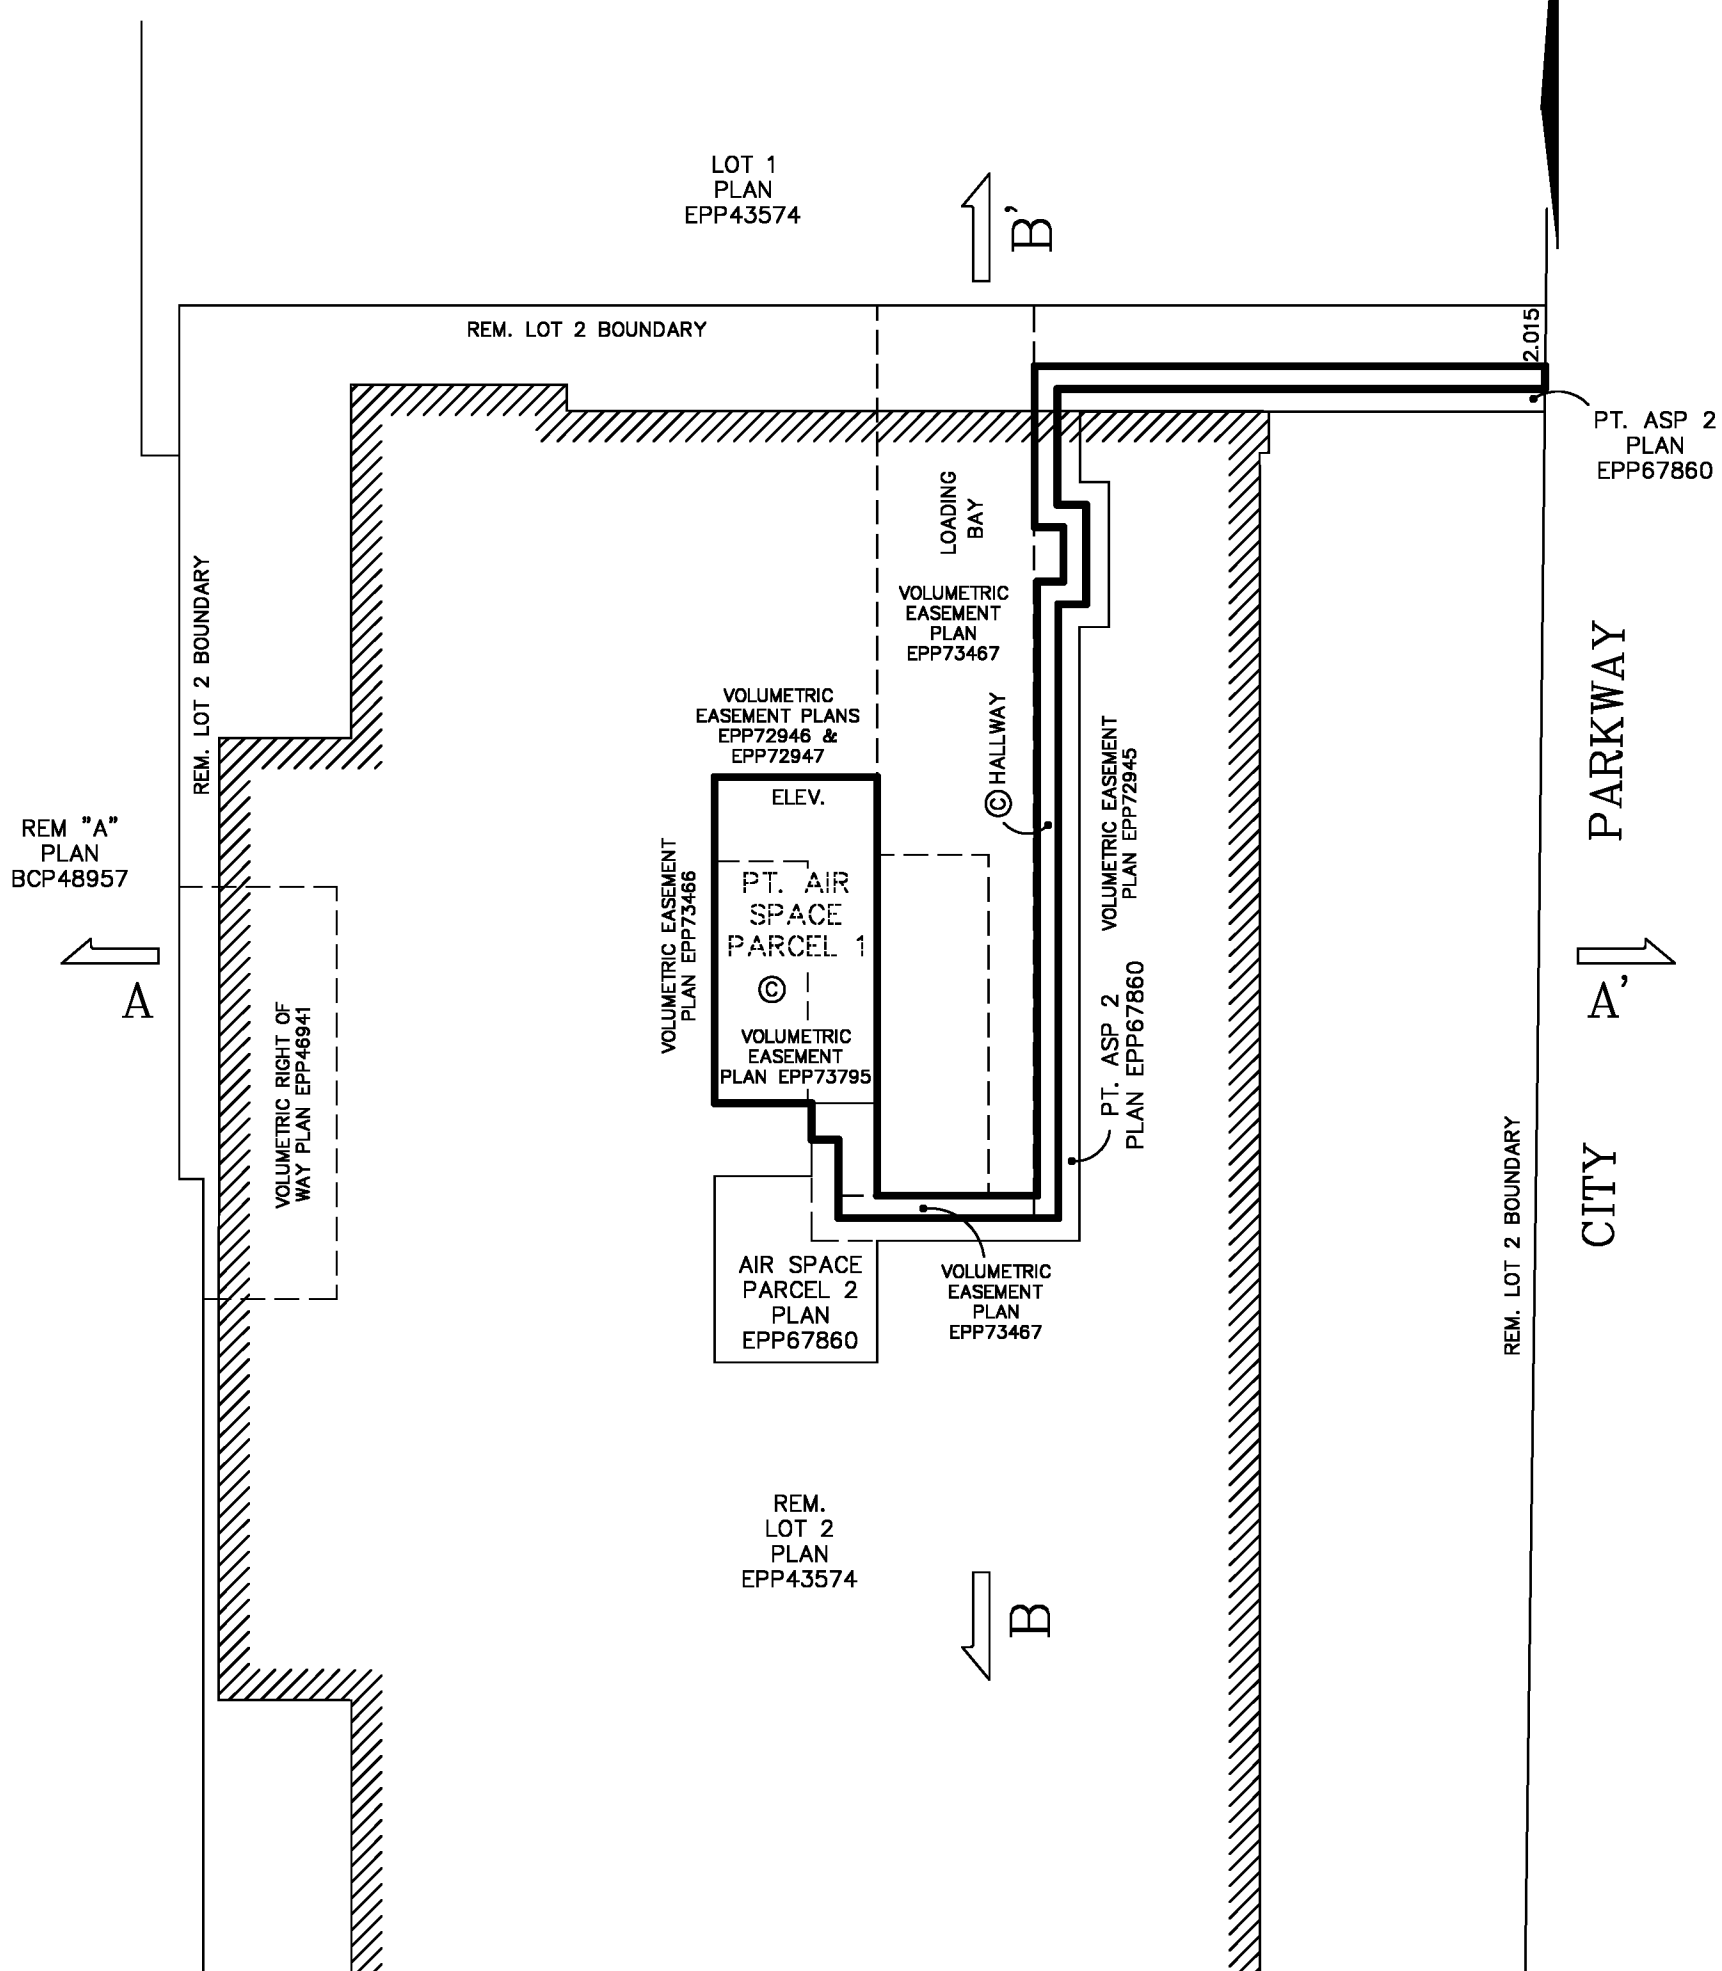 LOT 1
PLAN
EPP43574
B'
REM. LOT 2 BOUNDARY
2.015
PT. ASP 2
PLAN
EPP67860
LOADING
BAY
REM. LOT 2 BOUNDARY
VOLUMETRIC
EASEMENT
PLAN
EPP73467
VOLUMETRIC
EASEMENT PLANS
EPP72946 &
EPP72947
© HALLWAY
VOLUMETRIC EASEMENT
PLAN EPP72945
PARKWAY
ELEV.
REM "A"
PLAN
BCP48957
VOLUMETRIC EASEMENT
PLAN EPP73466
PT. AIR
SPACE
PARCEL 1
©
A
A'
VOLUMETRIC RIGHT OF
WAY PLAN EPP46941
VOLUMETRIC
EASEMENT
PLAN EPP73795
PT. ASP 2
PLAN EPP67860
REM. LOT 2 BOUNDARY
CITY
AIR SPACE
PARCEL 2
PLAN
EPP67860
VOLUMETRIC
EASEMENT
PLAN
EPP73467
REM.
LOT 2
PLAN
EPP43574
B